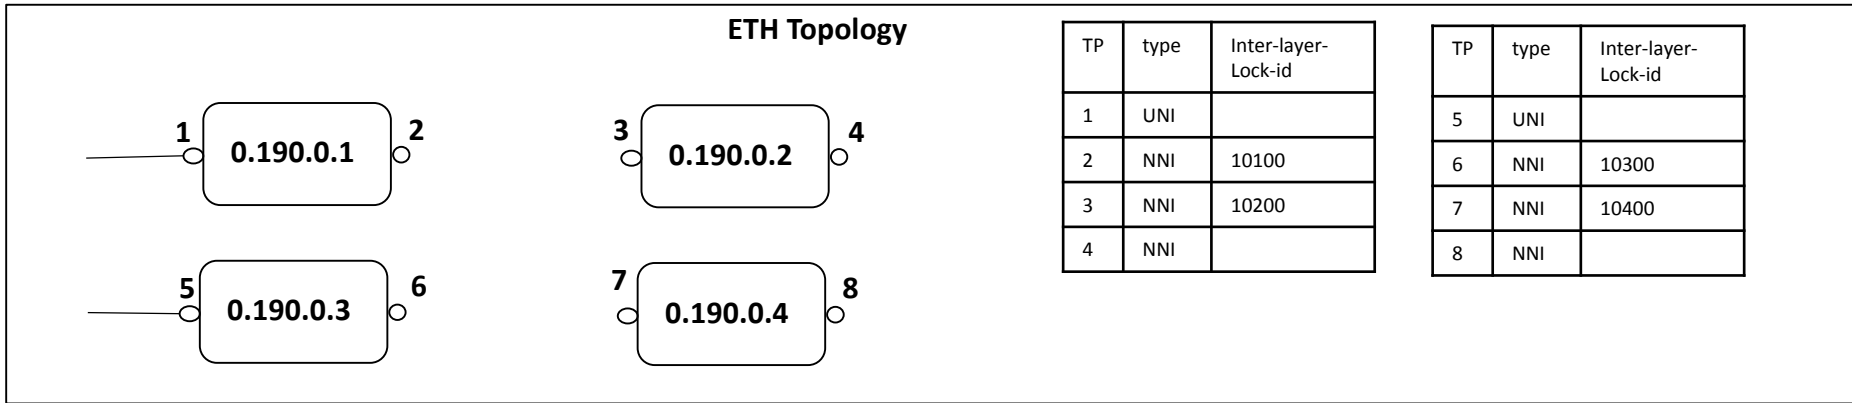 ETH Topology
1
0.190.0.1
2
3
0.190.0.2
4
5
0.190.0.3
6
7
0.190.0.4
8
TP type Inter-layer-
Lock-id
1 UNI
2 NNI 10100
3 NNI 10200
4 NNI
TP type Inter-layer-
Lock-id
5 UNI
6 NNI 10300
7 NNI 10400
8 NNI